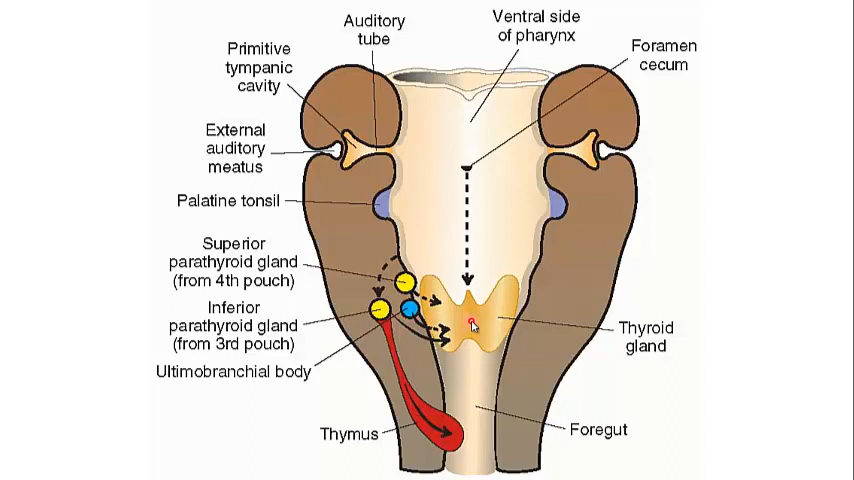 Auditory
tube
Ventral side
of pharynx
Primitive
tympanic
cavity
Foramen
cecum
External
auditory
meatus
Palatine tonsil
Superior
parathyroid gland
(from 4th pouch)
Inferior
parathyroid gland
(from 3rd pouch)
Ultimobranchial body
Thyroid
gland
Thymus
Foregut